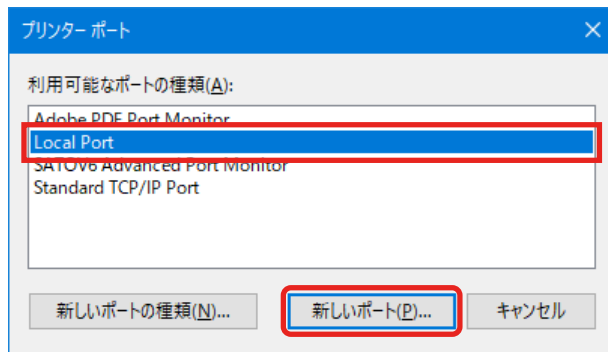 プリンター ポート
利用可能なポートの種類(A):
Adobe PDF Port Monitor
Local Port
SATOV6 Advanced Port Monitor
Standard TCP/IP Port
新しいポートの種類(N)... 新しいポート(P)... キャンセル